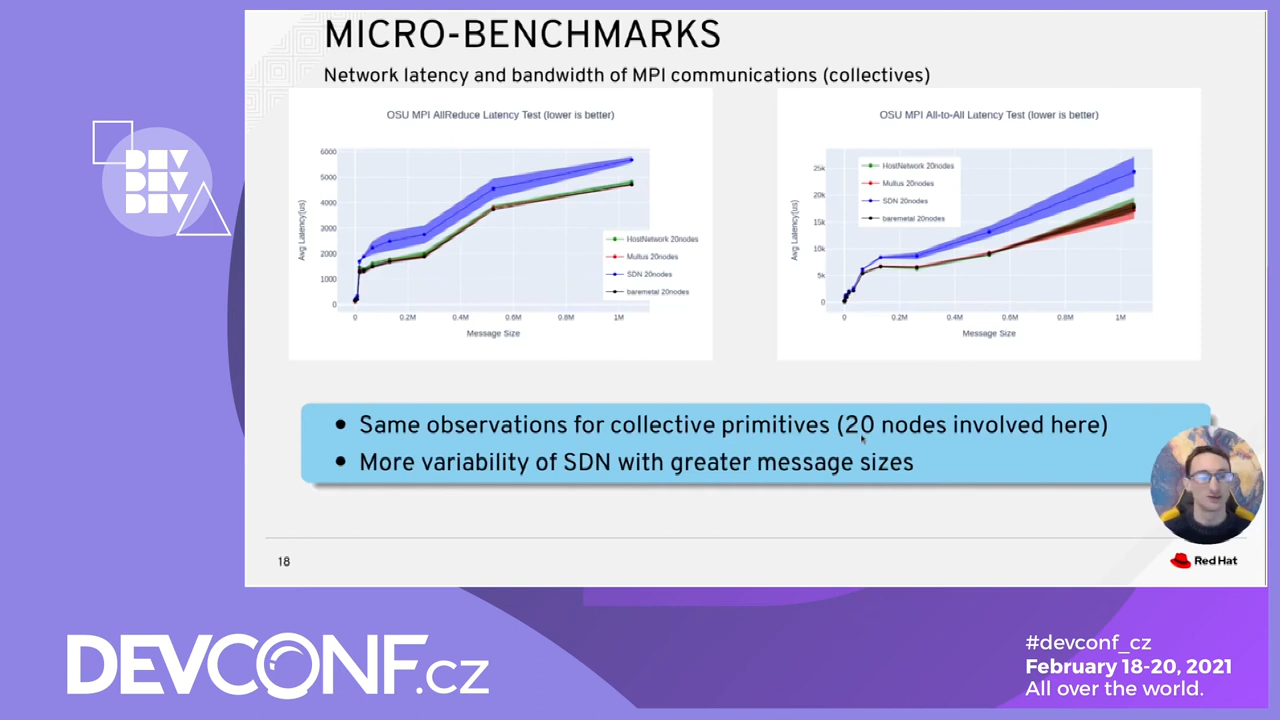 MICRO-BENCHMARKS
Network latency and bandwidth of MPI communications (collectives)
OSU MPI AllReduce Latency Test (lower is better)
6000
5000
4000
3000
2000
1000
0
Avg Latency(us)
0
0.2M
0.4M
0.6M
0.8M
1M
Message Size
HostNetwork 20nodes
Multus 20nodes
SDN 20nodes
baremetal 20nodes
OSU MPI All-to-All Latency Test (lower is better)
25k
20k
15k
10k
5k
0
Avg Latency(us)
0
0.2M
0.4M
0.6M
0.8M
1M
Message Size
HostNetwork 20nodes
Multus 20nodes
SDN 20nodes
baremetal 20nodes
● Same observations for collective primitives (20 nodes involved here)
● More variability of SDN with greater message sizes
18
Red Hat
DEV
DEV
DEV
DEVCONF.cz
#devconf_cz
February 18-20, 2021
All over the world.